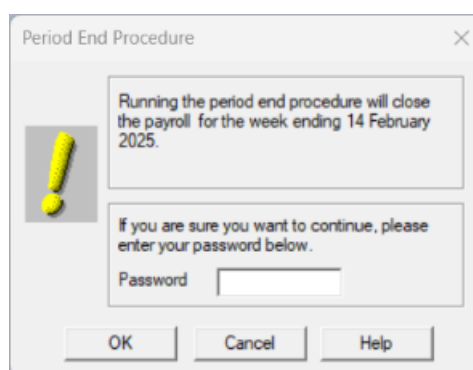 Period End Procedure
Running the period end procedure will close
the payroll for the week ending 14 February
2025.
If you are sure you want to continue, please
enter your password below.
Password
OK Cancel Help